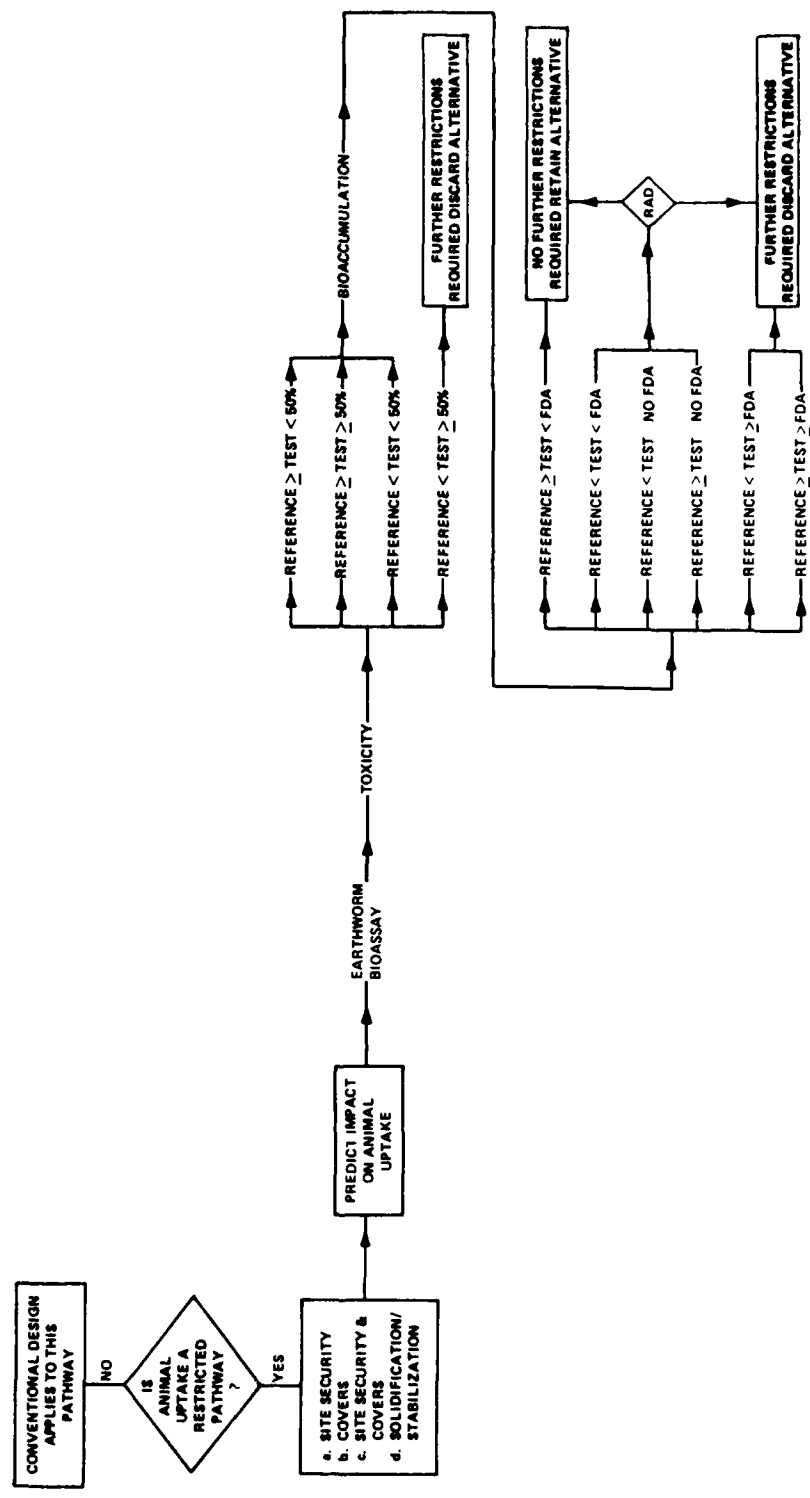 CONVENTIONAL DESIGN
APPLIES TO THIS
PATHWAY
NO
IS
ANIMAL
UPTAKE A
RESTRICTED
PATHWAY
?
YES
a. SITE SECURITY
b. COVERS
c. SITE SECURITY &
COVERS
d. SOLIDIFICATION/
STABILIZATION
PREDICT IMPACT
ON ANIMAL
UPTAKE
EARTHWORM
BIOASSAY
TOXICITY
REFERENCE ≥ TEST < 50%
REFERENCE ≥ TEST ≥ 50%
REFERENCE < TEST < 50%
REFERENCE < TEST ≥ 50%
BIOACCUMULATION
FURTHER RESTRICTIONS
REQUIRED DISCARD ALTERNATIVE
REFERENCE ≥ TEST < FDA
REFERENCE < TEST < FDA
REFERENCE < TEST NO FDA
REFERENCE ≥ TEST NO FDA
REFERENCE < TEST ≥ FDA
REFERENCE ≥ TEST ≥ FDA
NO FURTHER RESTRICTIONS
REQUIRED RETAIN ALTERNATIVE
RAD
FURTHER RESTRICTIONS
REQUIRED DISCARD ALTERNATIVE